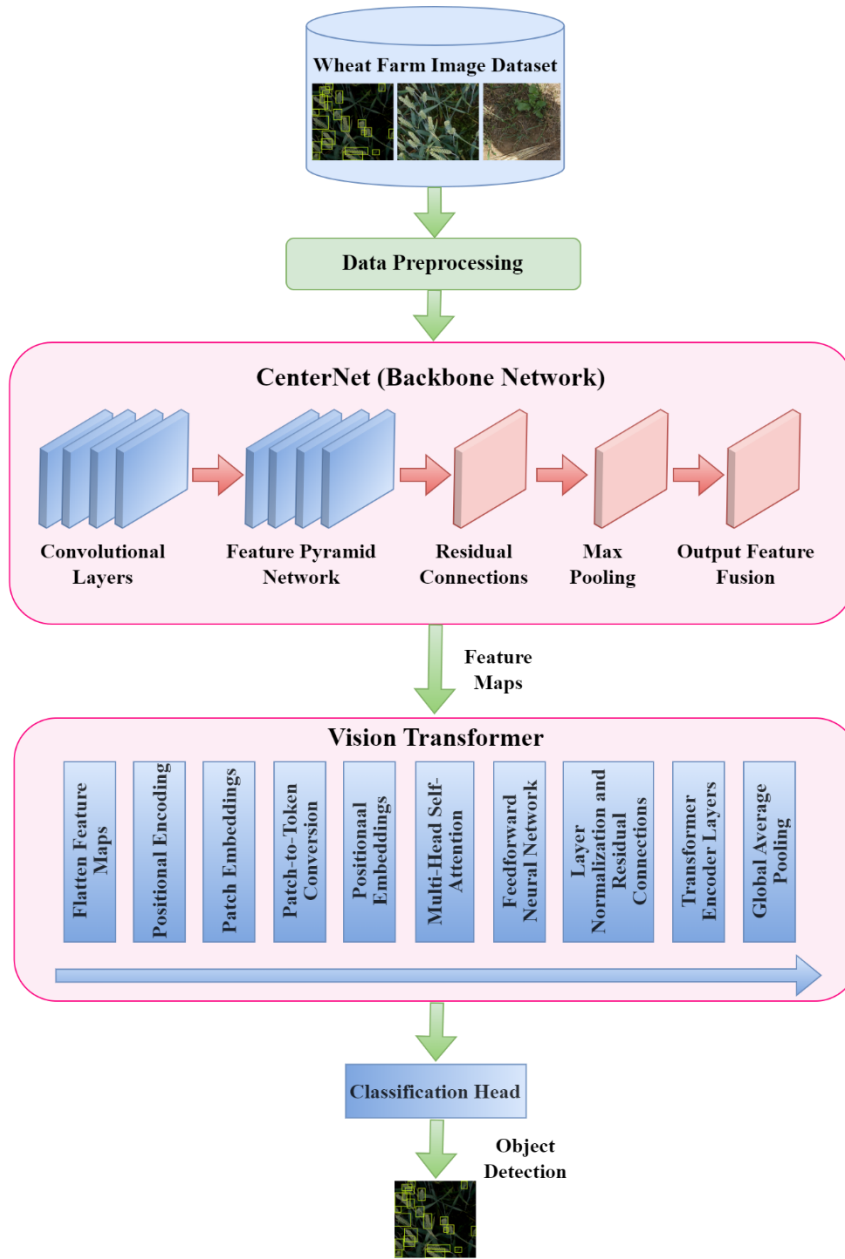 Wheat Farm Image Dataset
Data Preprocessing
CenterNet (Backbone Network)
Convolutional
Layers
Feature Pyramid
Network
Residual
Connections
Max
Pooling
Output Feature
Fusion
Feature
Maps
Vision Transformer
Flatten Feature
Maps
Positional Encoding
Patch Embeddings
Patch-to-Token
Conversion
Positionaal
Embeddings
Multi-Head Self-
Attention
Feedforward
Neural Network
Layer
Normalization and
Residual
Connections
Transformer
Encoder Layers
Global Average
Pooling
Classification Head
Object
Detection